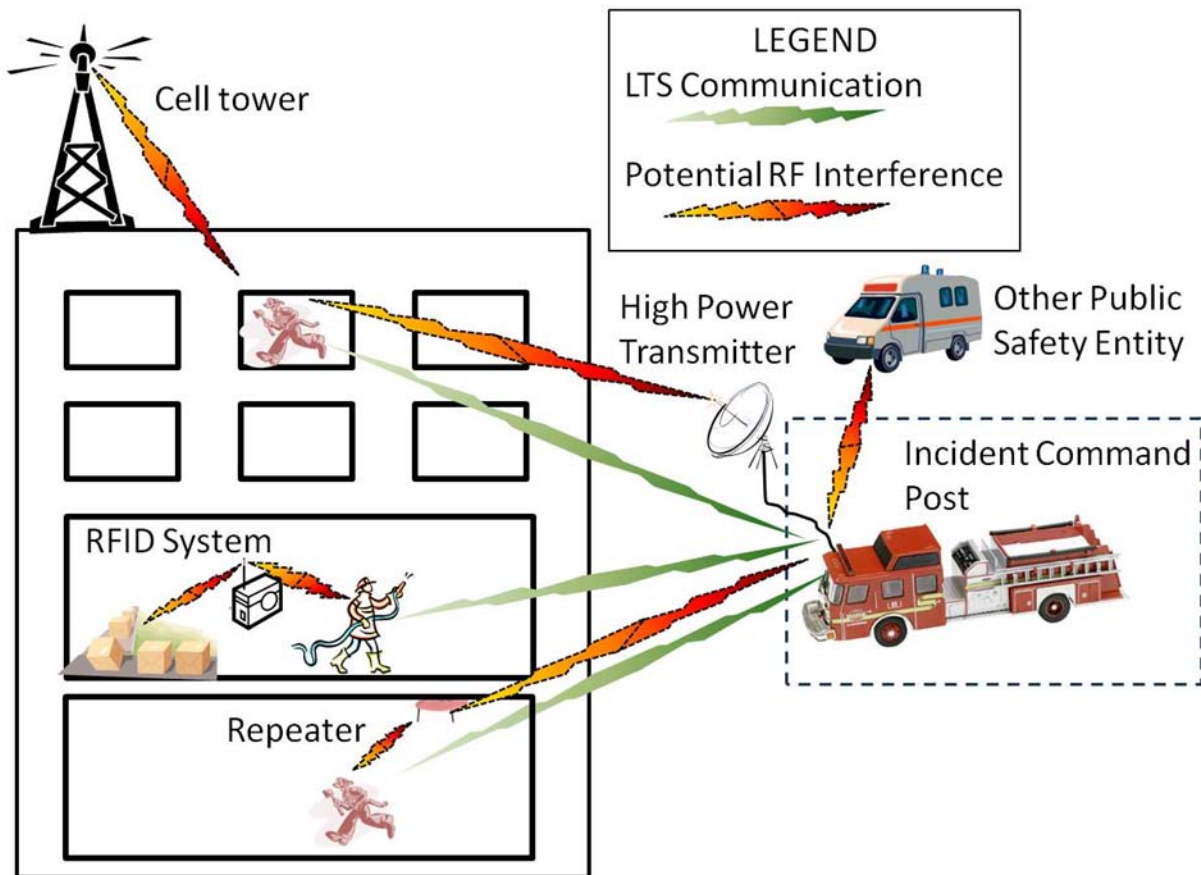 LEGEND
LTS Communication
Potential RF Interference
Cell tower
High Power
Transmitter
Other Public
Safety Entity
Incident Command
Post
RFID System
Repeater